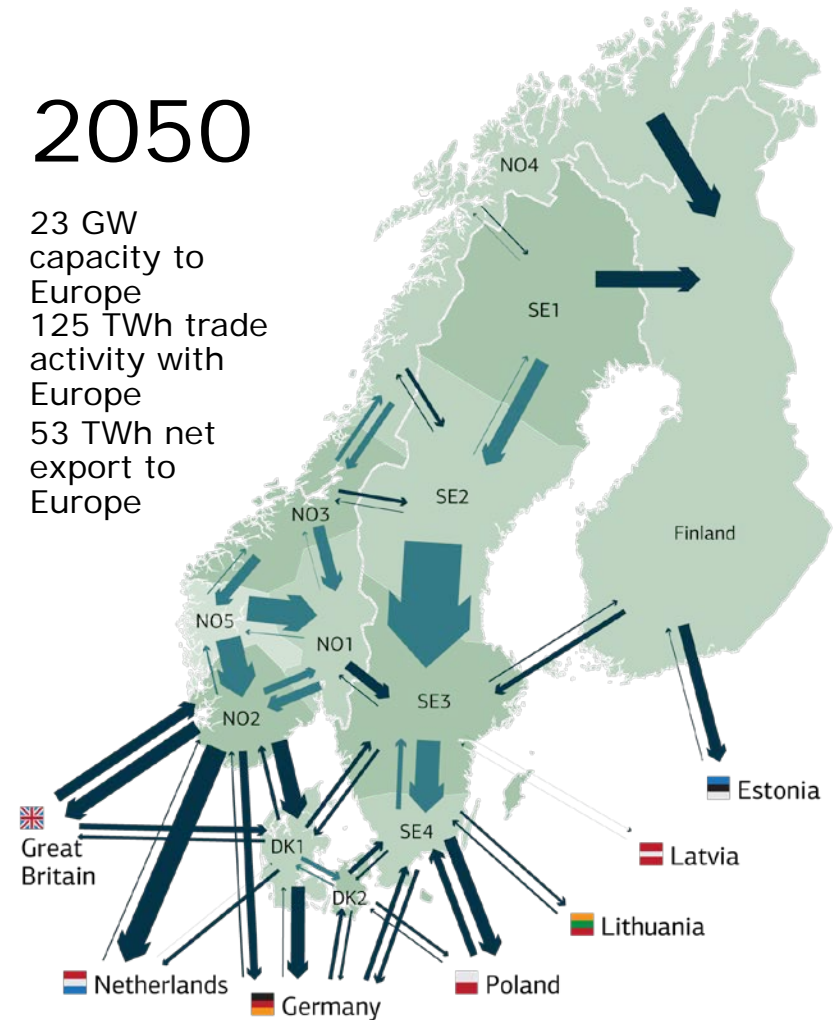 2050
23 GW
capacity to
Europe
125 TWh trade
activity with
Europe
53 TWh net
export to
Europe
NO4
SE1
SE2
NO3
Finland
NO5
NO1
SE3
NO2
Estonia
Great
Britain
DK1
SE4
Latvia
DK2
Lithuania
Netherlands
Germany
Poland